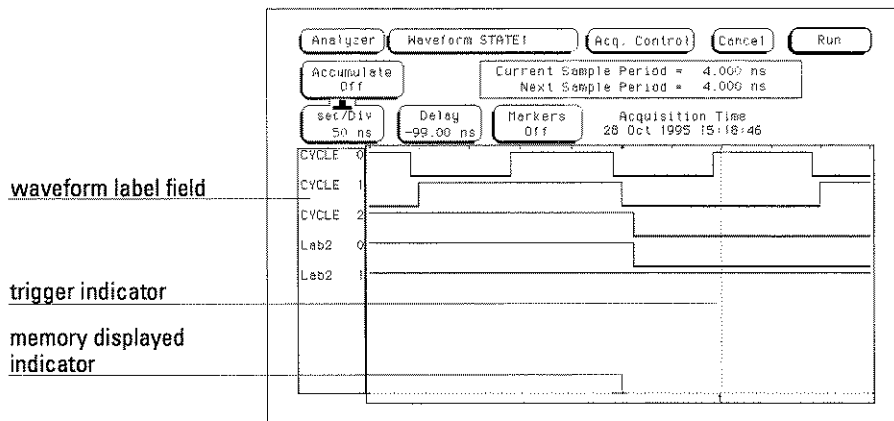 Analyzer Waveform STATE1 Acq. Control Cancel Run
Accumulate
Off
Current Sample Period = 4.000 ns
Next Sample Period = 4.000 ns
sec/Div
50 ns
Delay
-99.00 ns
Markers
Off
Acquisition Time
28 Oct 1995 15:18:46
CYCLE 0
CYCLE 1
CYCLE 2
Lab2 0
Lab2 1
waveform label field
trigger indicator
memory displayed
indicator